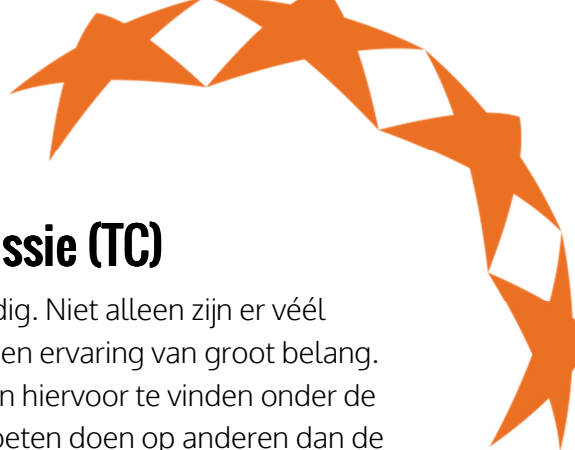 ssie (TC)
dig. Niet alleen zijn er véél
en ervaring van groot belang.
n hiervoor te vinden onder de
oeten doen op anderen dan de